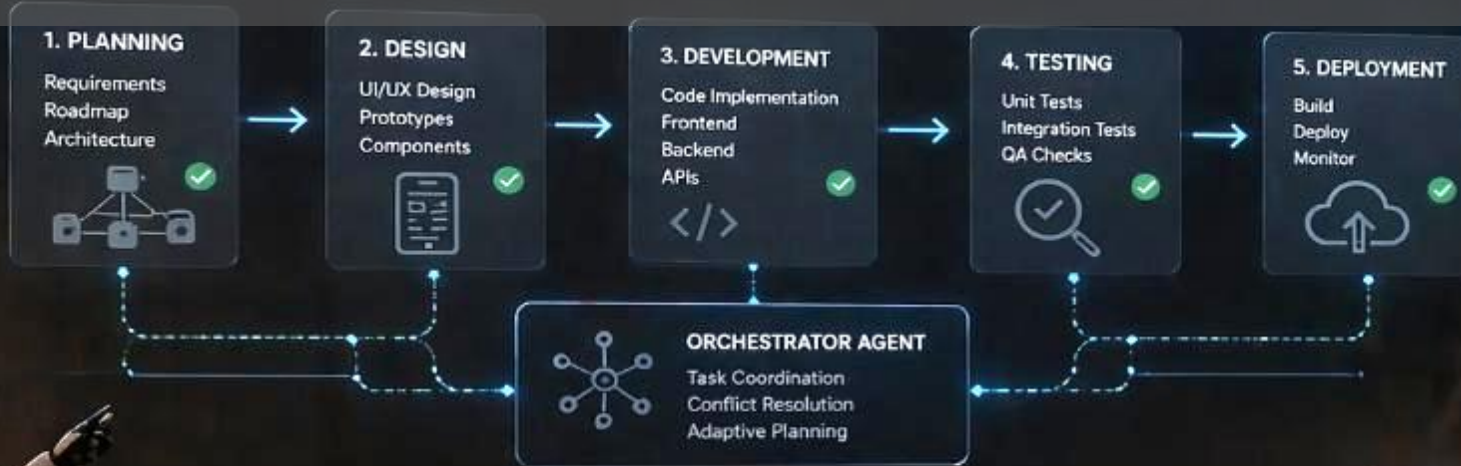 1. PLANNING
Requirements
Roadmap
Architecture
2. DESIGN
UI/UX Design
Prototypes
Components
3. DEVELOPMENT
Code Implementation
Frontend
Backend
APIs
</>
4. TESTING
Unit Tests
Integration Tests
QA Checks
5. DEPLOYMENT
Build
Deploy
Monitor
ORCHESTRATOR AGENT
Task Coordination
Conflict Resolution
Adaptive Planning